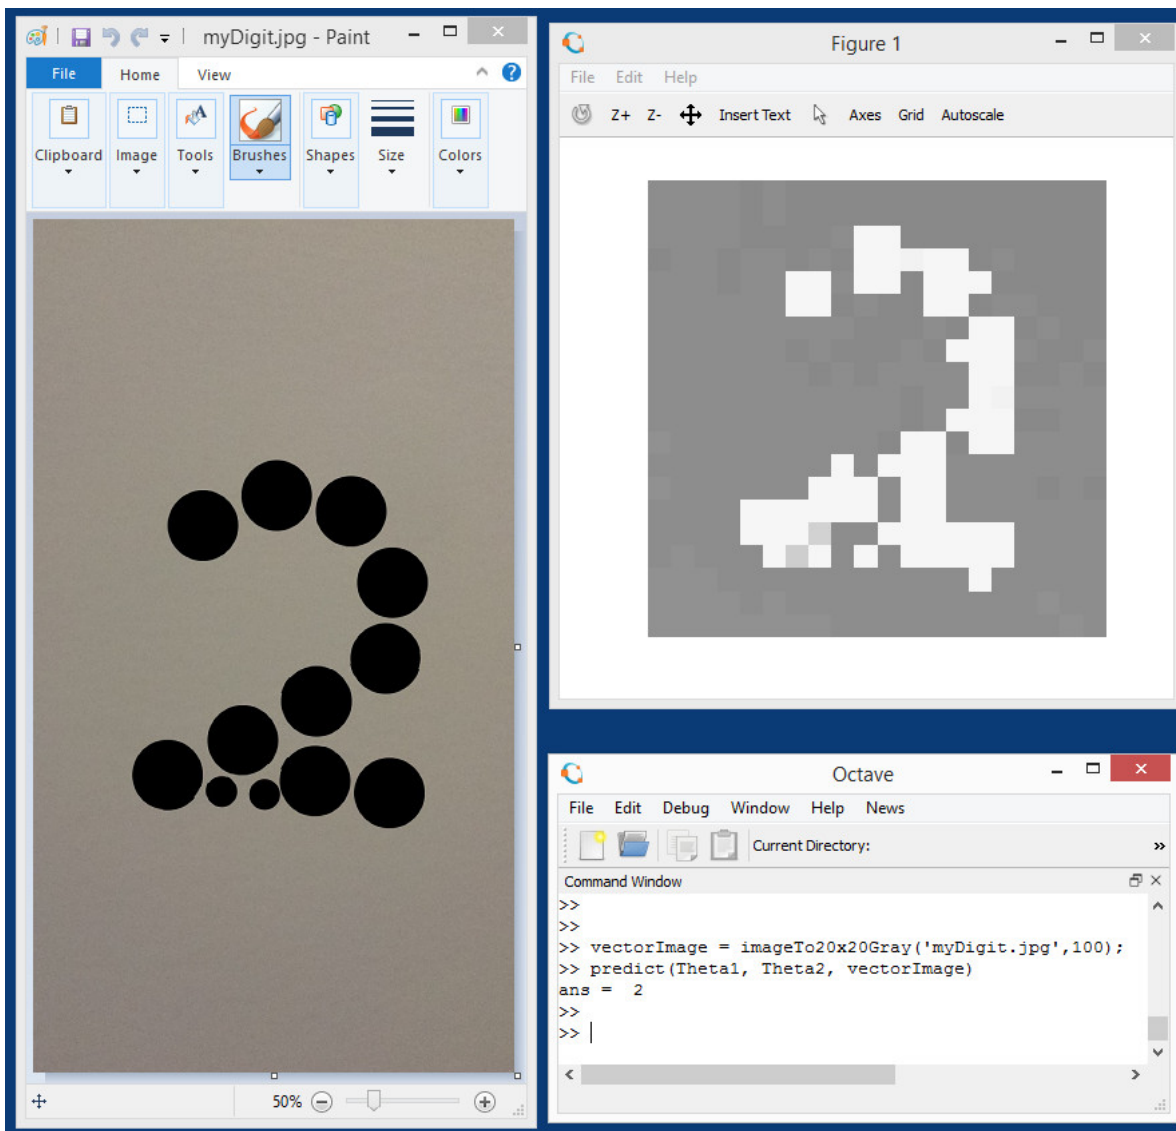 myDigit.jpg - Paint
File Home View
Clipboard Image Tools Brushes Shapes Size Colors
50%
Figure 1
File Edit Help
Z+ Z- Insert Text Axes Grid Autoscale
Octave
File Edit Debug Window Help News
Current Directory:
Command Window
>>
>>
>> vectorImage = imageTo20x20Gray('myDigit.jpg',100);
>> predict(Theta1, Theta2, vectorImage)
ans =  2
>>
>>